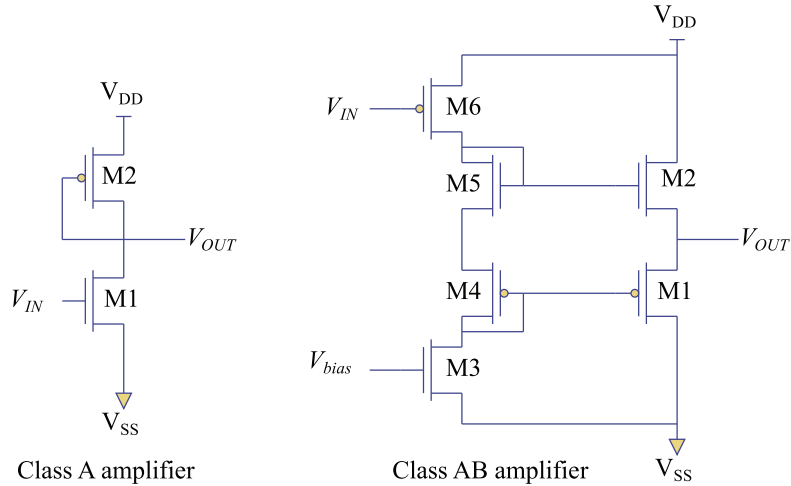 V_DD
M2
V_OUT
V_IN
M1
V_SS
Class A amplifier
V_DD
V_IN
M6
M5
M2
V_OUT
M4
M1
V_bias
M3
V_SS
Class AB amplifier